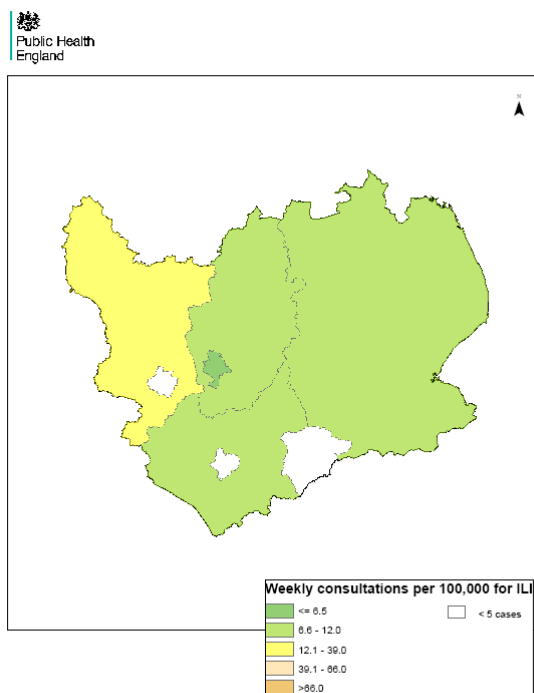 Public Health
England
N
Weekly consultations per 100,000 for ILI
<= 6.5
< 5 cases
6.6 - 12.0
12.1 - 39.0
39.1 - 66.0
>66.0